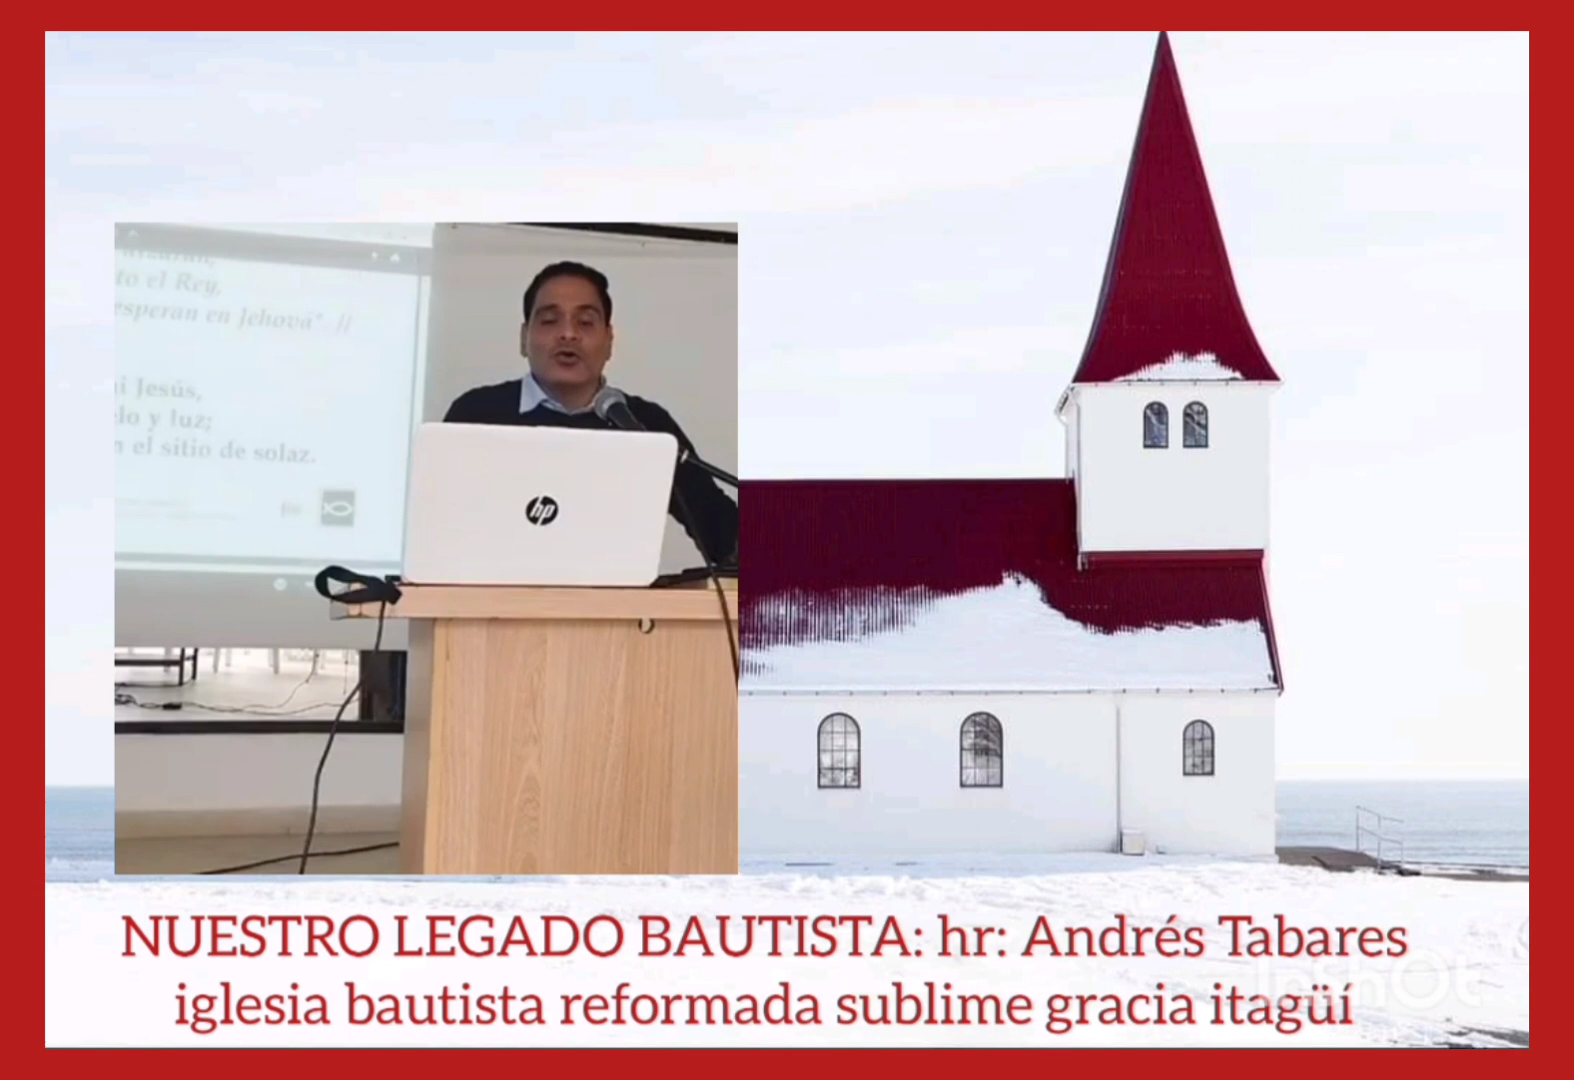 to el Rey,
esperan en Jehová". //
Jesús,
y luz;
el sitio de solaz.
hp
NUESTRO LEGADO BAUTISTA: hr: Andrés Tabares
iglesia bautista reformada sublime gracia itagüí
InShOt